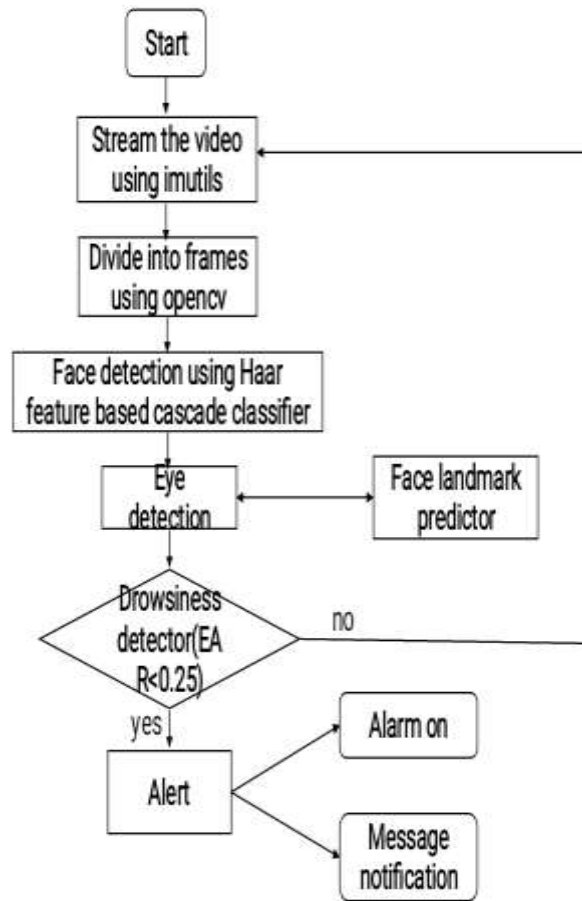 Start
Stream the video
using imutils
Divide into frames
using opencv
Face detection using Haar
feature based cascade classifier
Eye
detection
Face landmark
predictor
Drowsiness
detector(EA
R<0.25)
no
yes
Alert
Alarm on
Message
notification